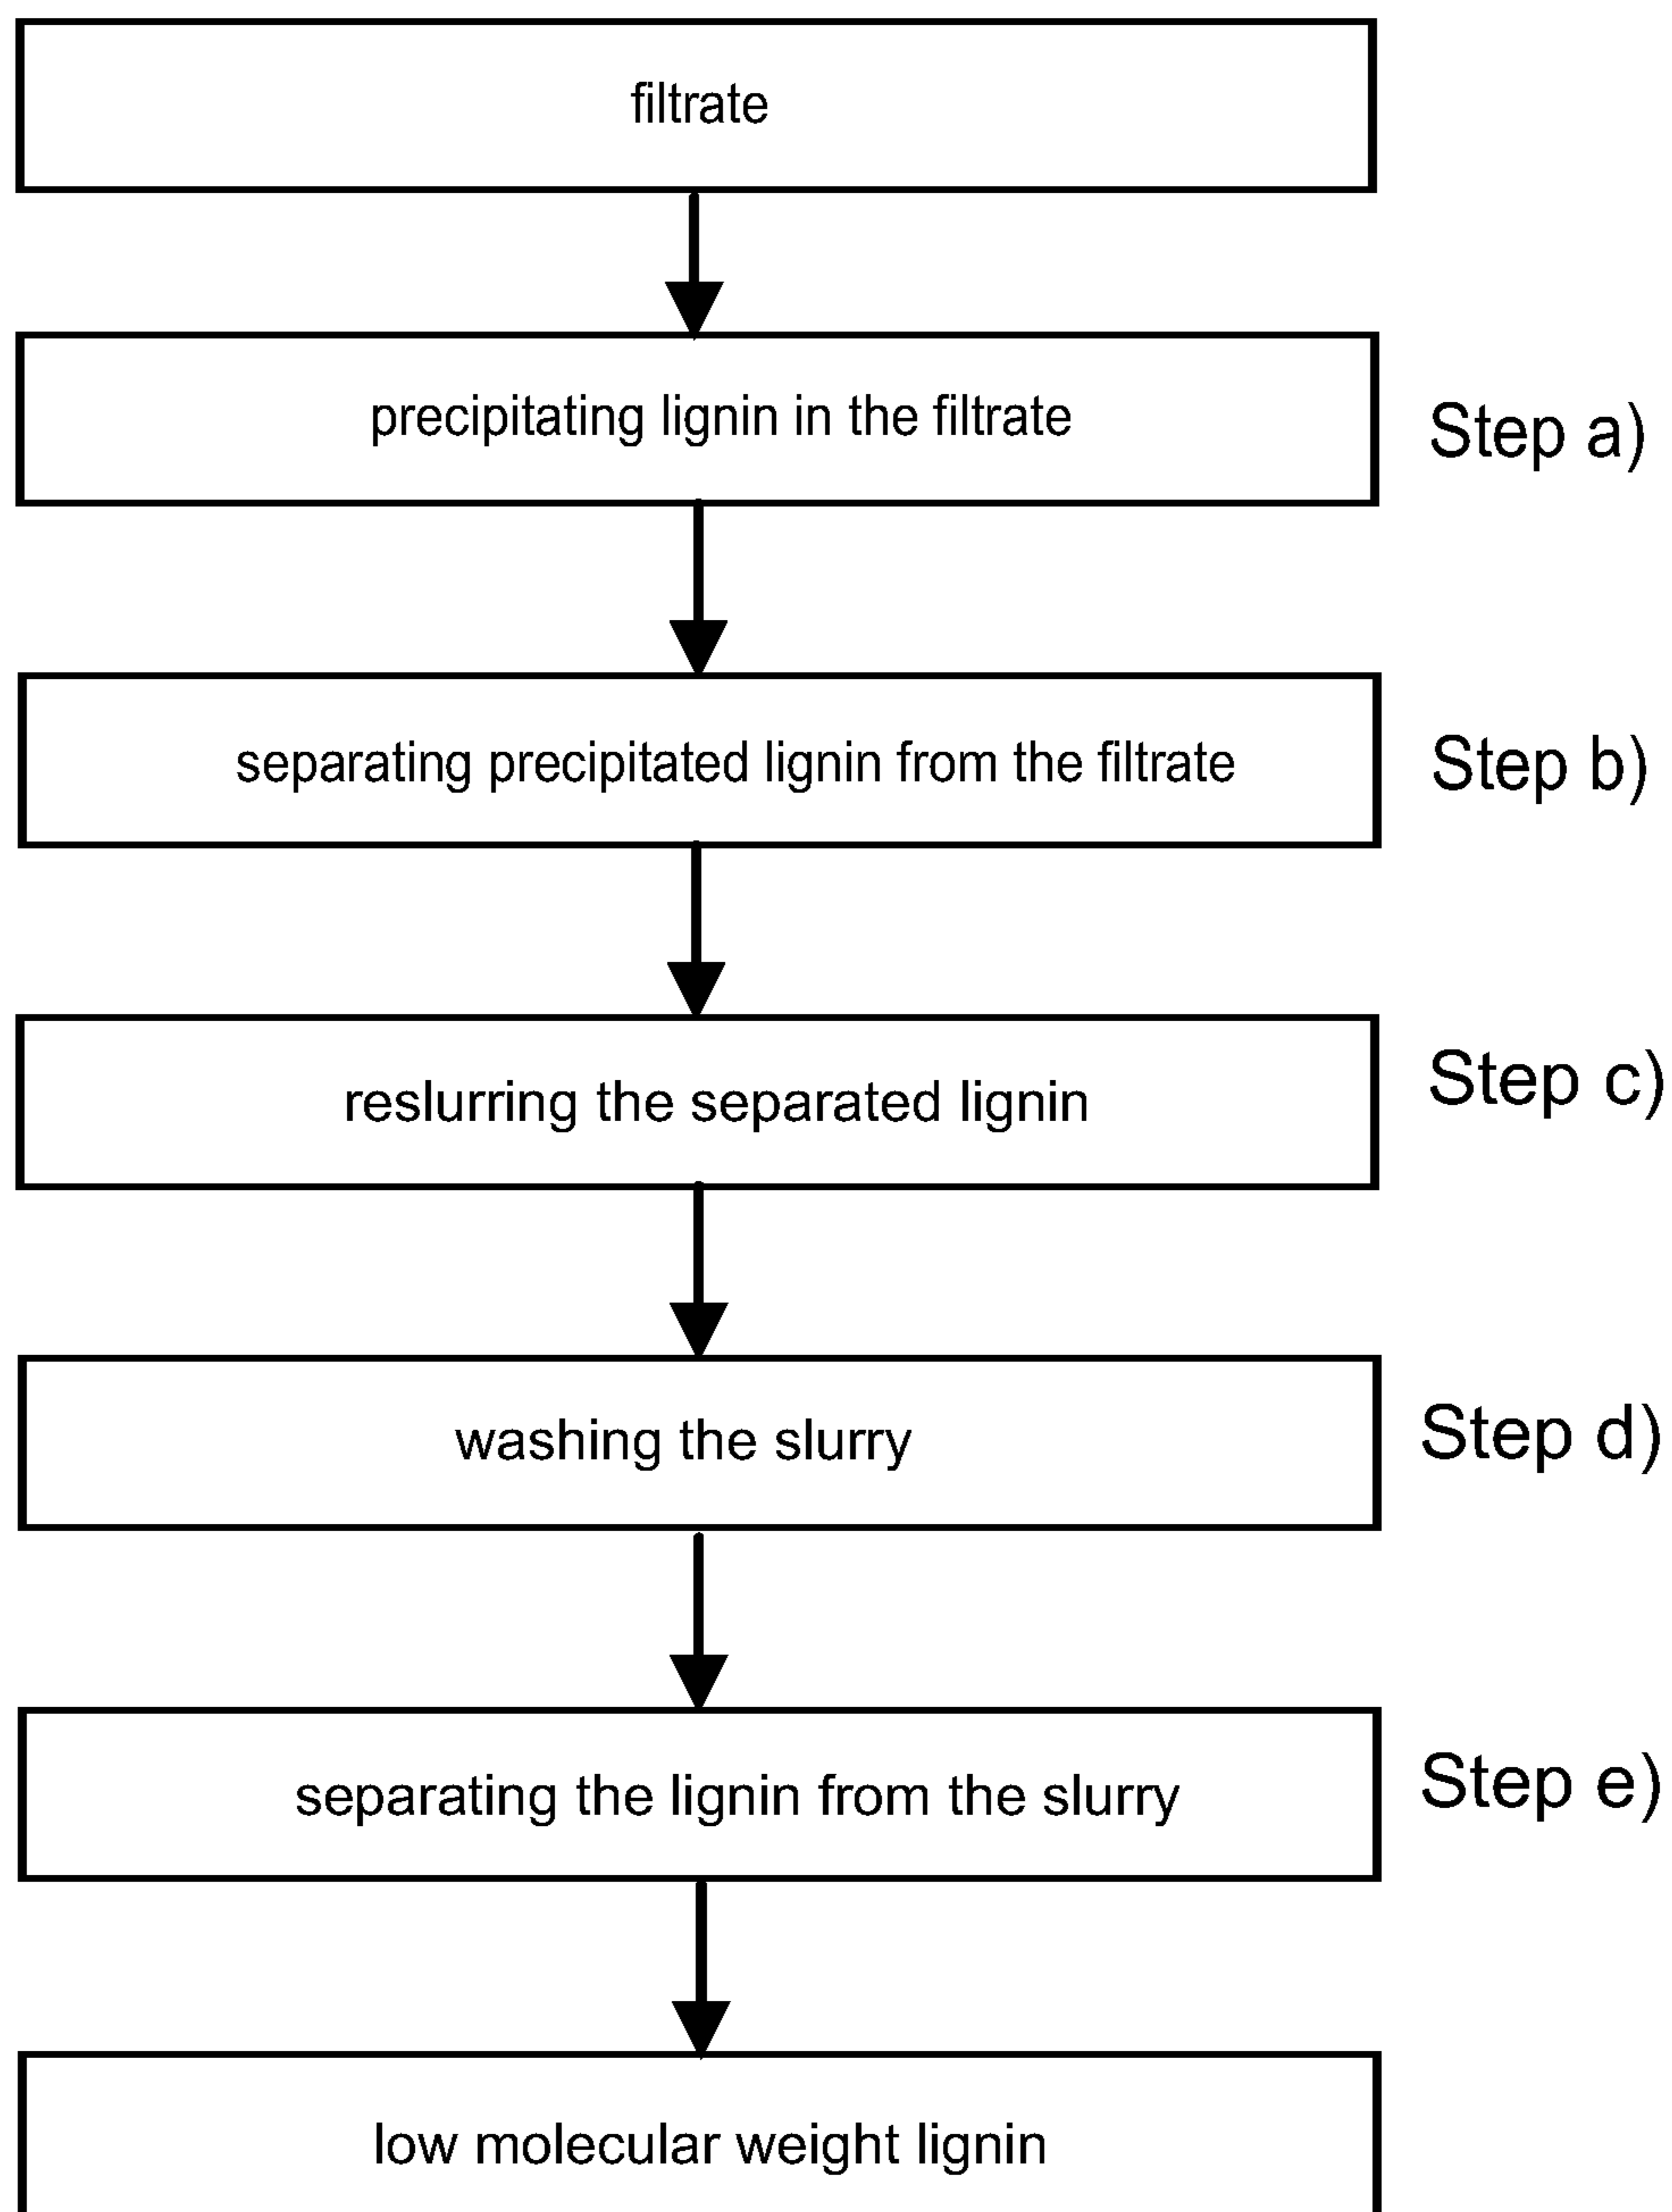 filtrate
precipitating lignin in the filtrate
Step a)
separating precipitated lignin from the filtrate
Step b)
reslurring the separated lignin
Step c)
washing the slurry
Step d)
separating the lignin from the slurry
Step e)
low molecular weight lignin